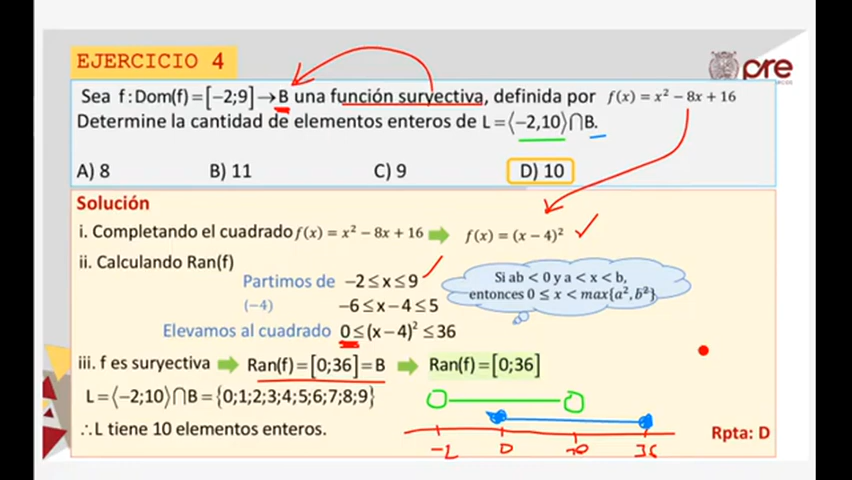 EJERCICIO 4
pre
Sea f : Dom(f) = [−2;9] → B una función suryectiva, definida por f(x) = x² − 8x + 16
Determine la cantidad de elementos enteros de L = ⟨−2,10⟩ ⋂ B.
A) 8 B) 11 C) 9 D) 10
Solución
i. Completando el cuadrado f(x) = x² − 8x + 16 f(x) = (x − 4)²
ii. Calculando Ran(f)
Partimos de −2 ≤ x ≤ 9
(−4) −6 ≤ x − 4 ≤ 5
Elevamos al cuadrado 0 ≤ (x − 4)² ≤ 36
Si ab < 0 y a < x < b,
entonces 0 ≤ x < max{a², b²}
iii. f es suryectiva Ran(f) = [0;36] = B Ran(f) = [0;36]
L = ⟨−2;10⟩ ⋂ B = {0;1;2;3;4;5;6;7;8;9}
∴ L tiene 10 elementos enteros.
-2 0 10 36
Rpta: D